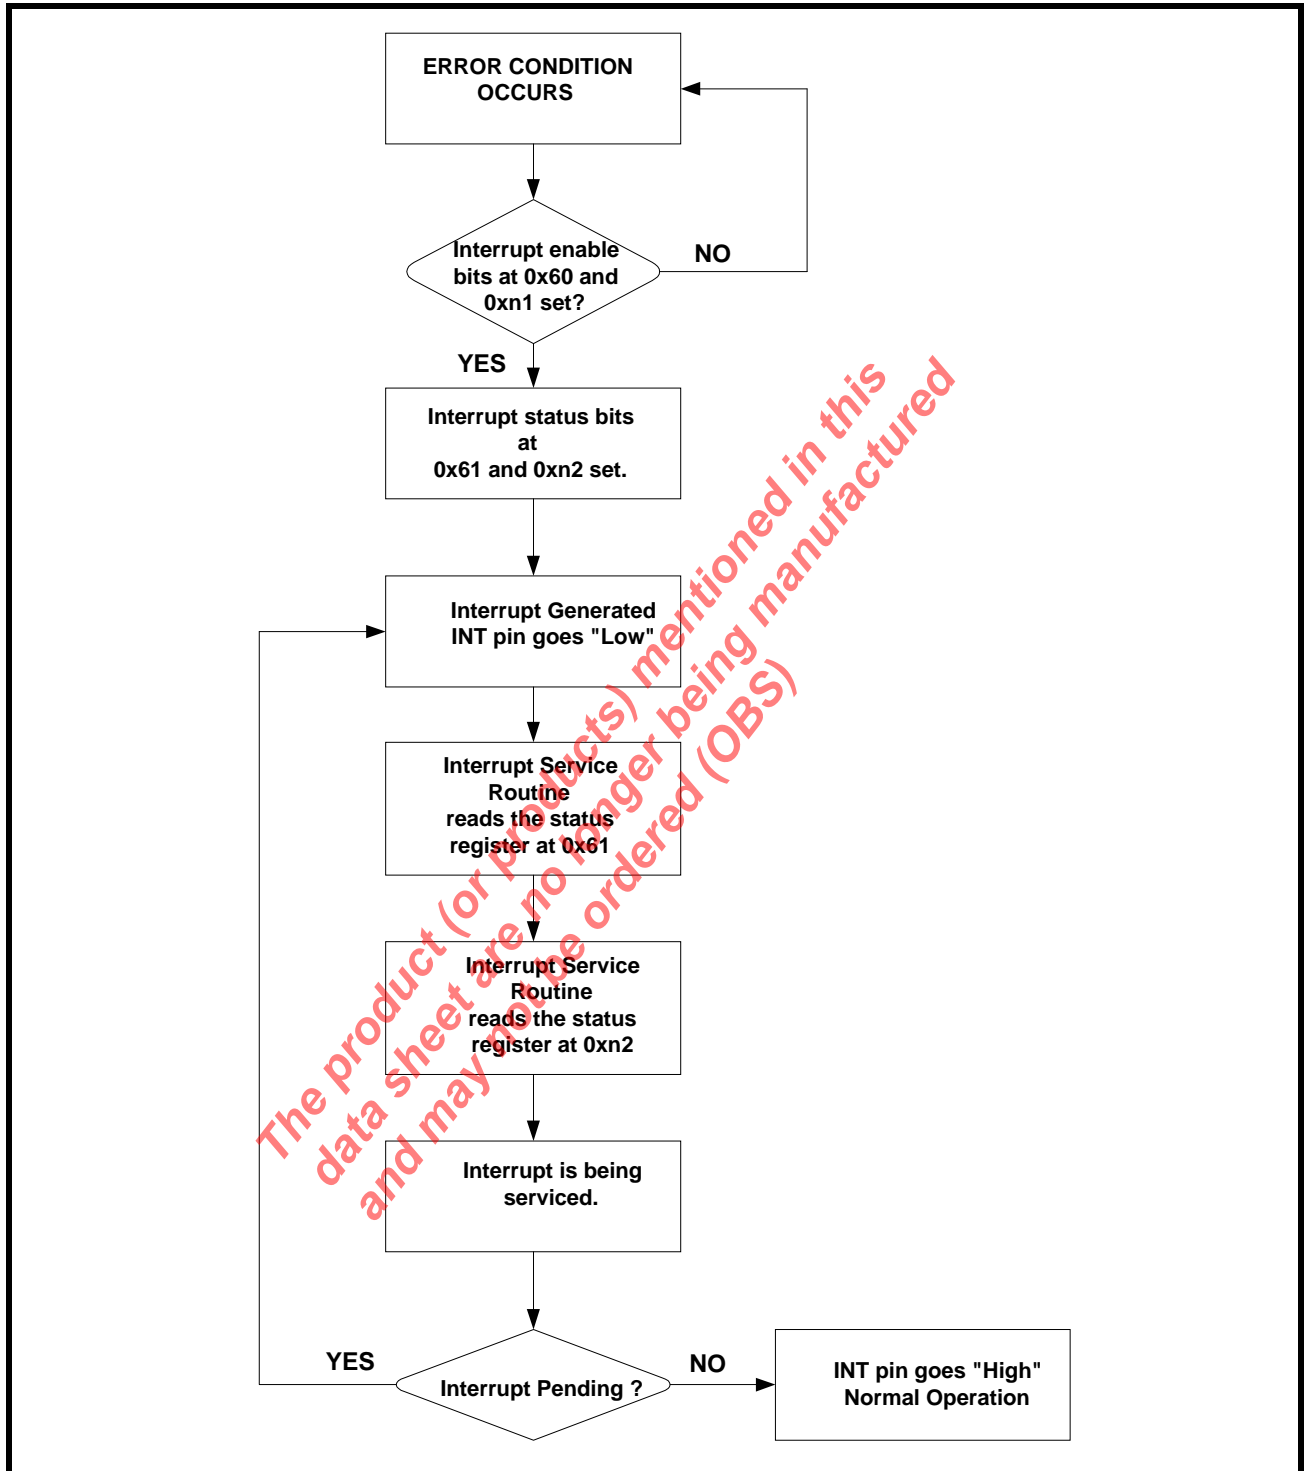 ERROR CONDITION
OCCURS
Interrupt enable
bits at 0x60 and
0xn1 set?
NO
YES
Interrupt status bits
at
0x61 and 0xn2 set.
Interrupt Generated
INT pin goes "Low"
Interrupt Service
Routine
reads the status
register at 0x61
Interrupt Service
Routine
reads the status
register at 0xn2
Interrupt is being
serviced.
Interrupt Pending ?
YES
NO
INT pin goes "High"
Normal Operation
The product (or products) mentioned in this
data sheet are no longer being manufactured
and may not be ordered (OBS)